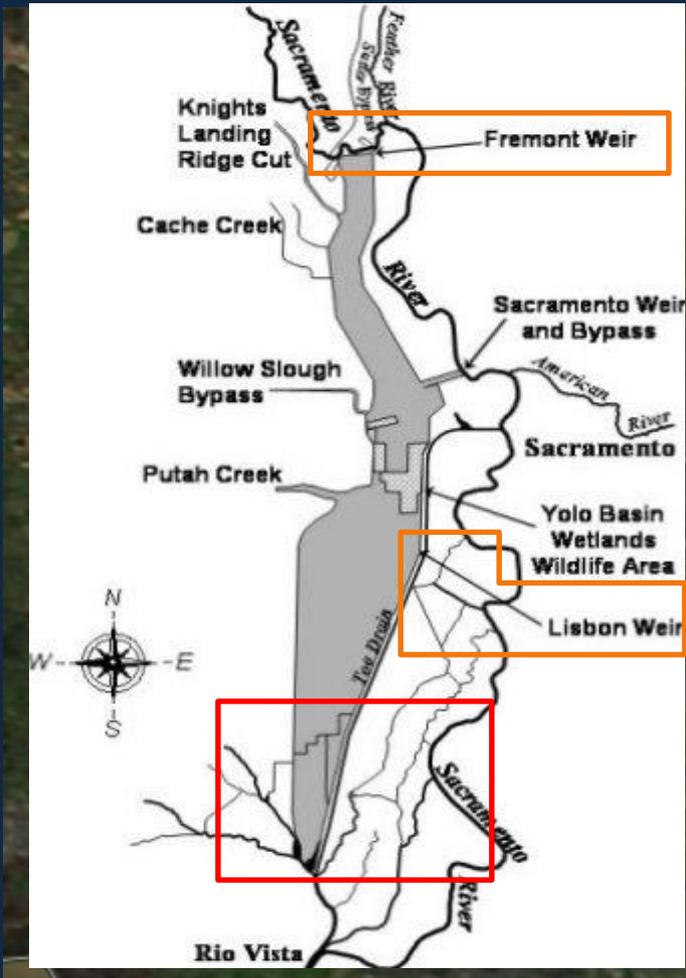 Sacramento
Feather River
Sutter Bypass
Knights
Landing
Ridge Cut
Fremont Weir
Cache Creek
River
Sacramento Weir
and Bypass
Willow Slough
Bypass
American
River
Sacramento
Putah Creek
Yolo Basin
Wetlands
Wildlife Area
N
W
E
S
Toe Drain
Lisbon Weir
Sacramento
River
Rio Vista